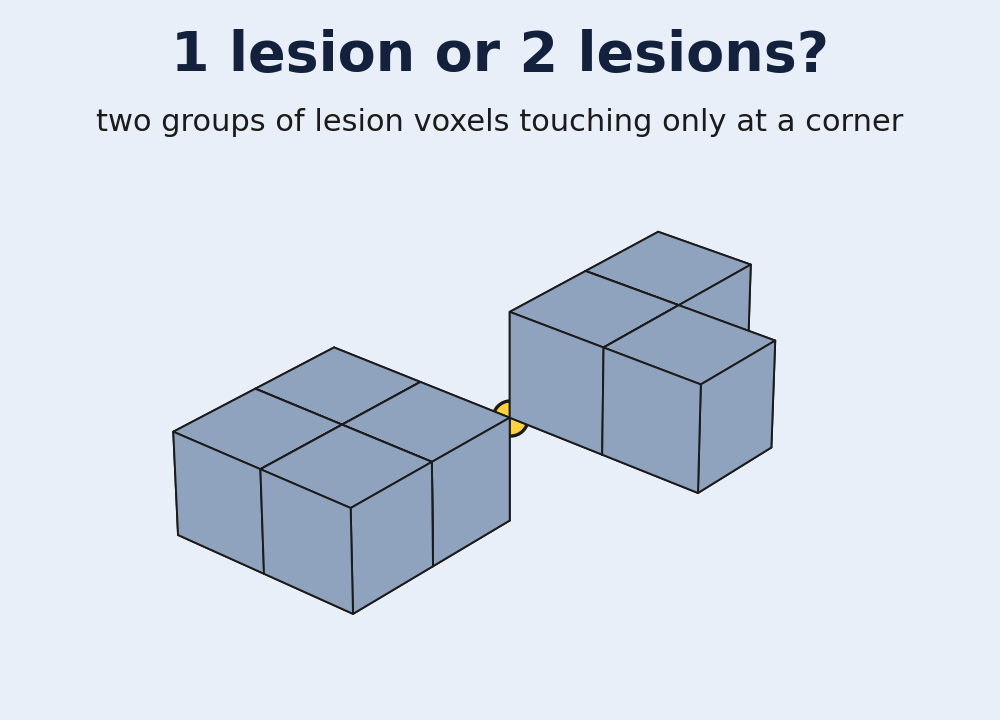 1 lesion or 2 lesions?
two groups of lesion voxels touching only at a corner